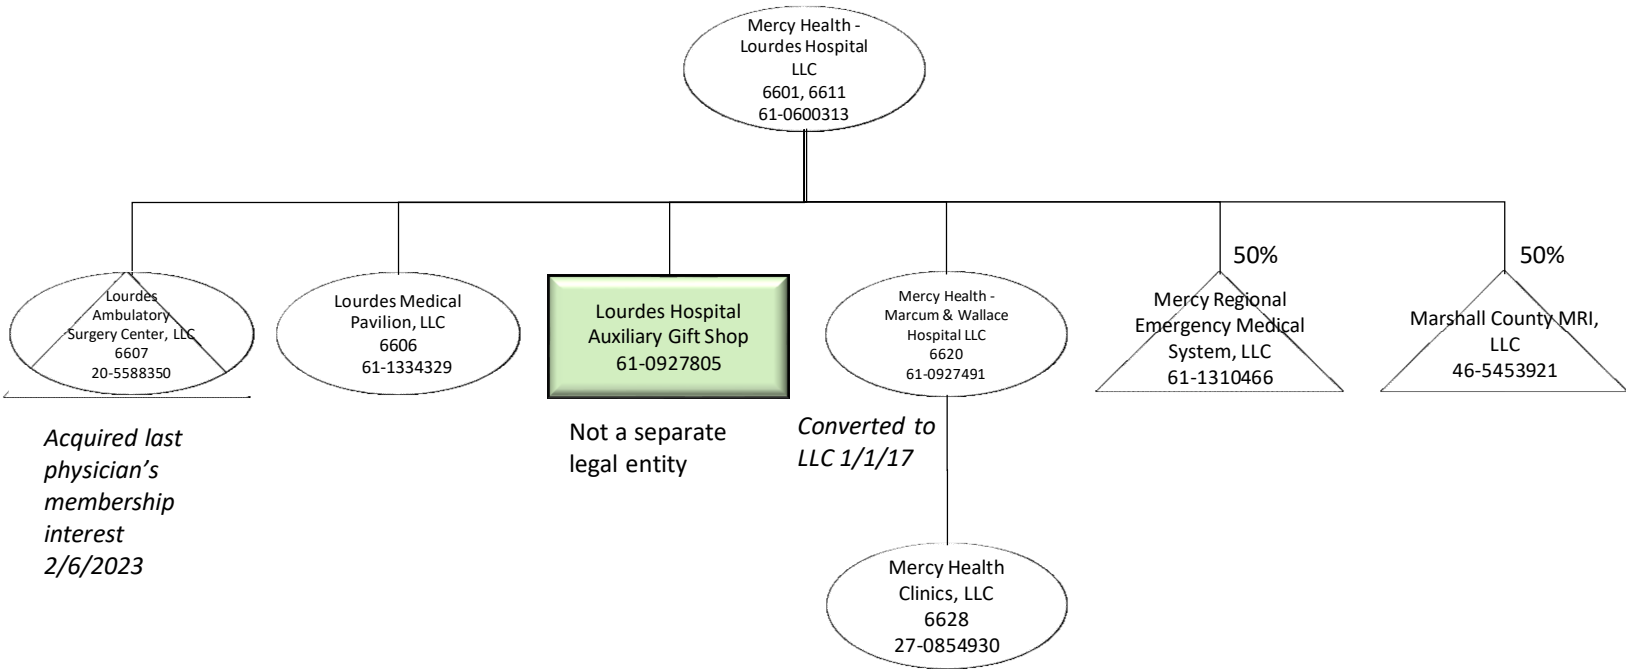 Mercy Health -
Lourdes Hospital
LLC
6601, 6611
61-0600313
Lourdes
Ambulatory
Surgery Center, LLC
6607
20-5588350
Acquired last
physician’s
membership
interest
2/6/2023
Lourdes Medical
Pavilion, LLC
6606
61-1334329
Lourdes Hospital
Auxiliary Gift Shop
61-0927805
Not a separate
legal entity
Mercy Health -
Marcum & Wallace
Hospital LLC
6620
61-0927491
Converted to
LLC 1/1/17
Mercy Health
Clinics, LLC
6628
27-0854930
50%
Mercy Regional
Emergency Medical
System, LLC
61-1310466
50%
Marshall County MRI,
LLC
46-5453921